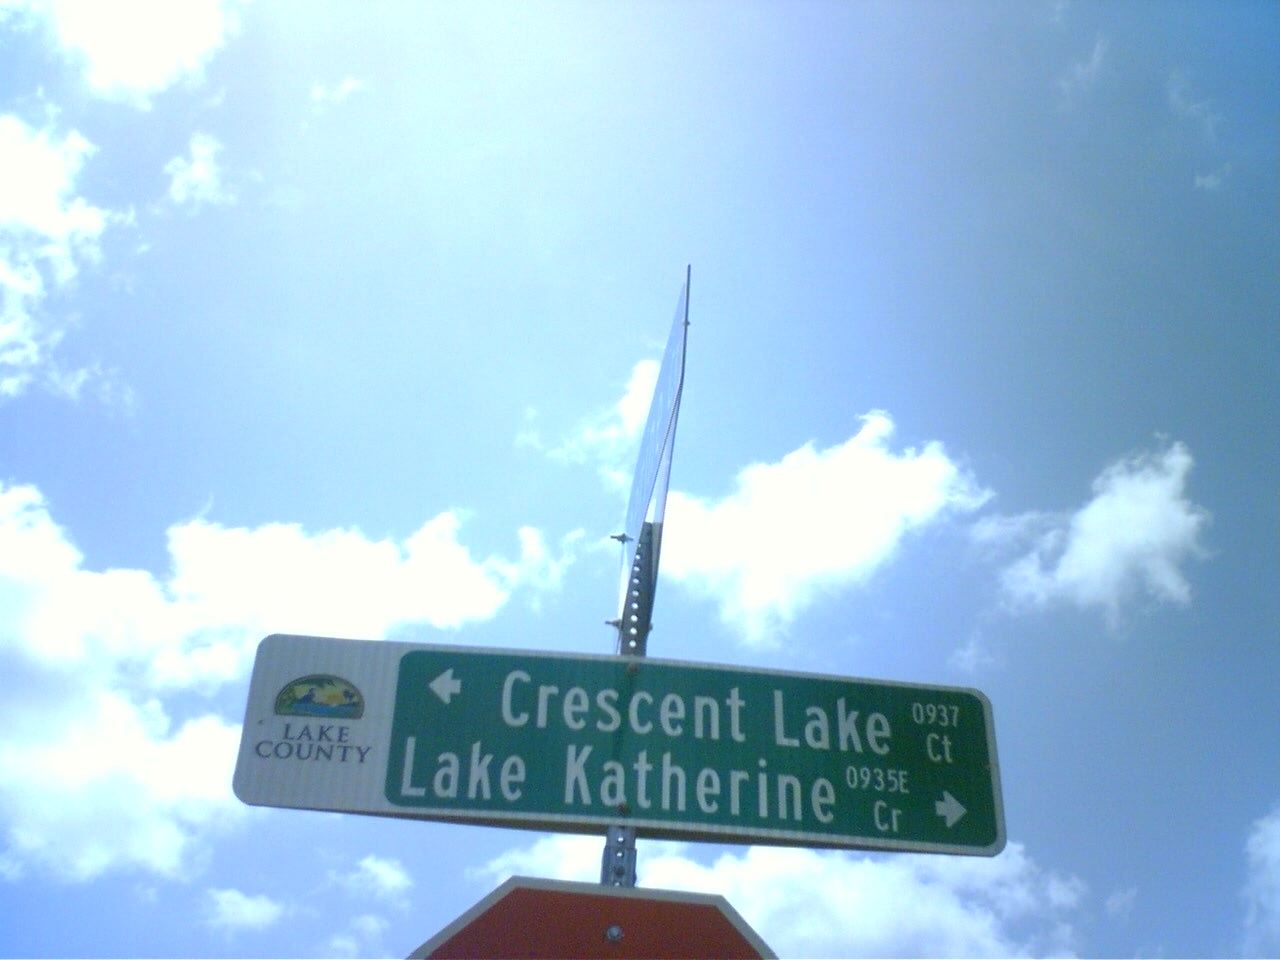 LAKE
COUNTY
Crescent Lake 0937 Ct
Lake Katherine 0935E Cr